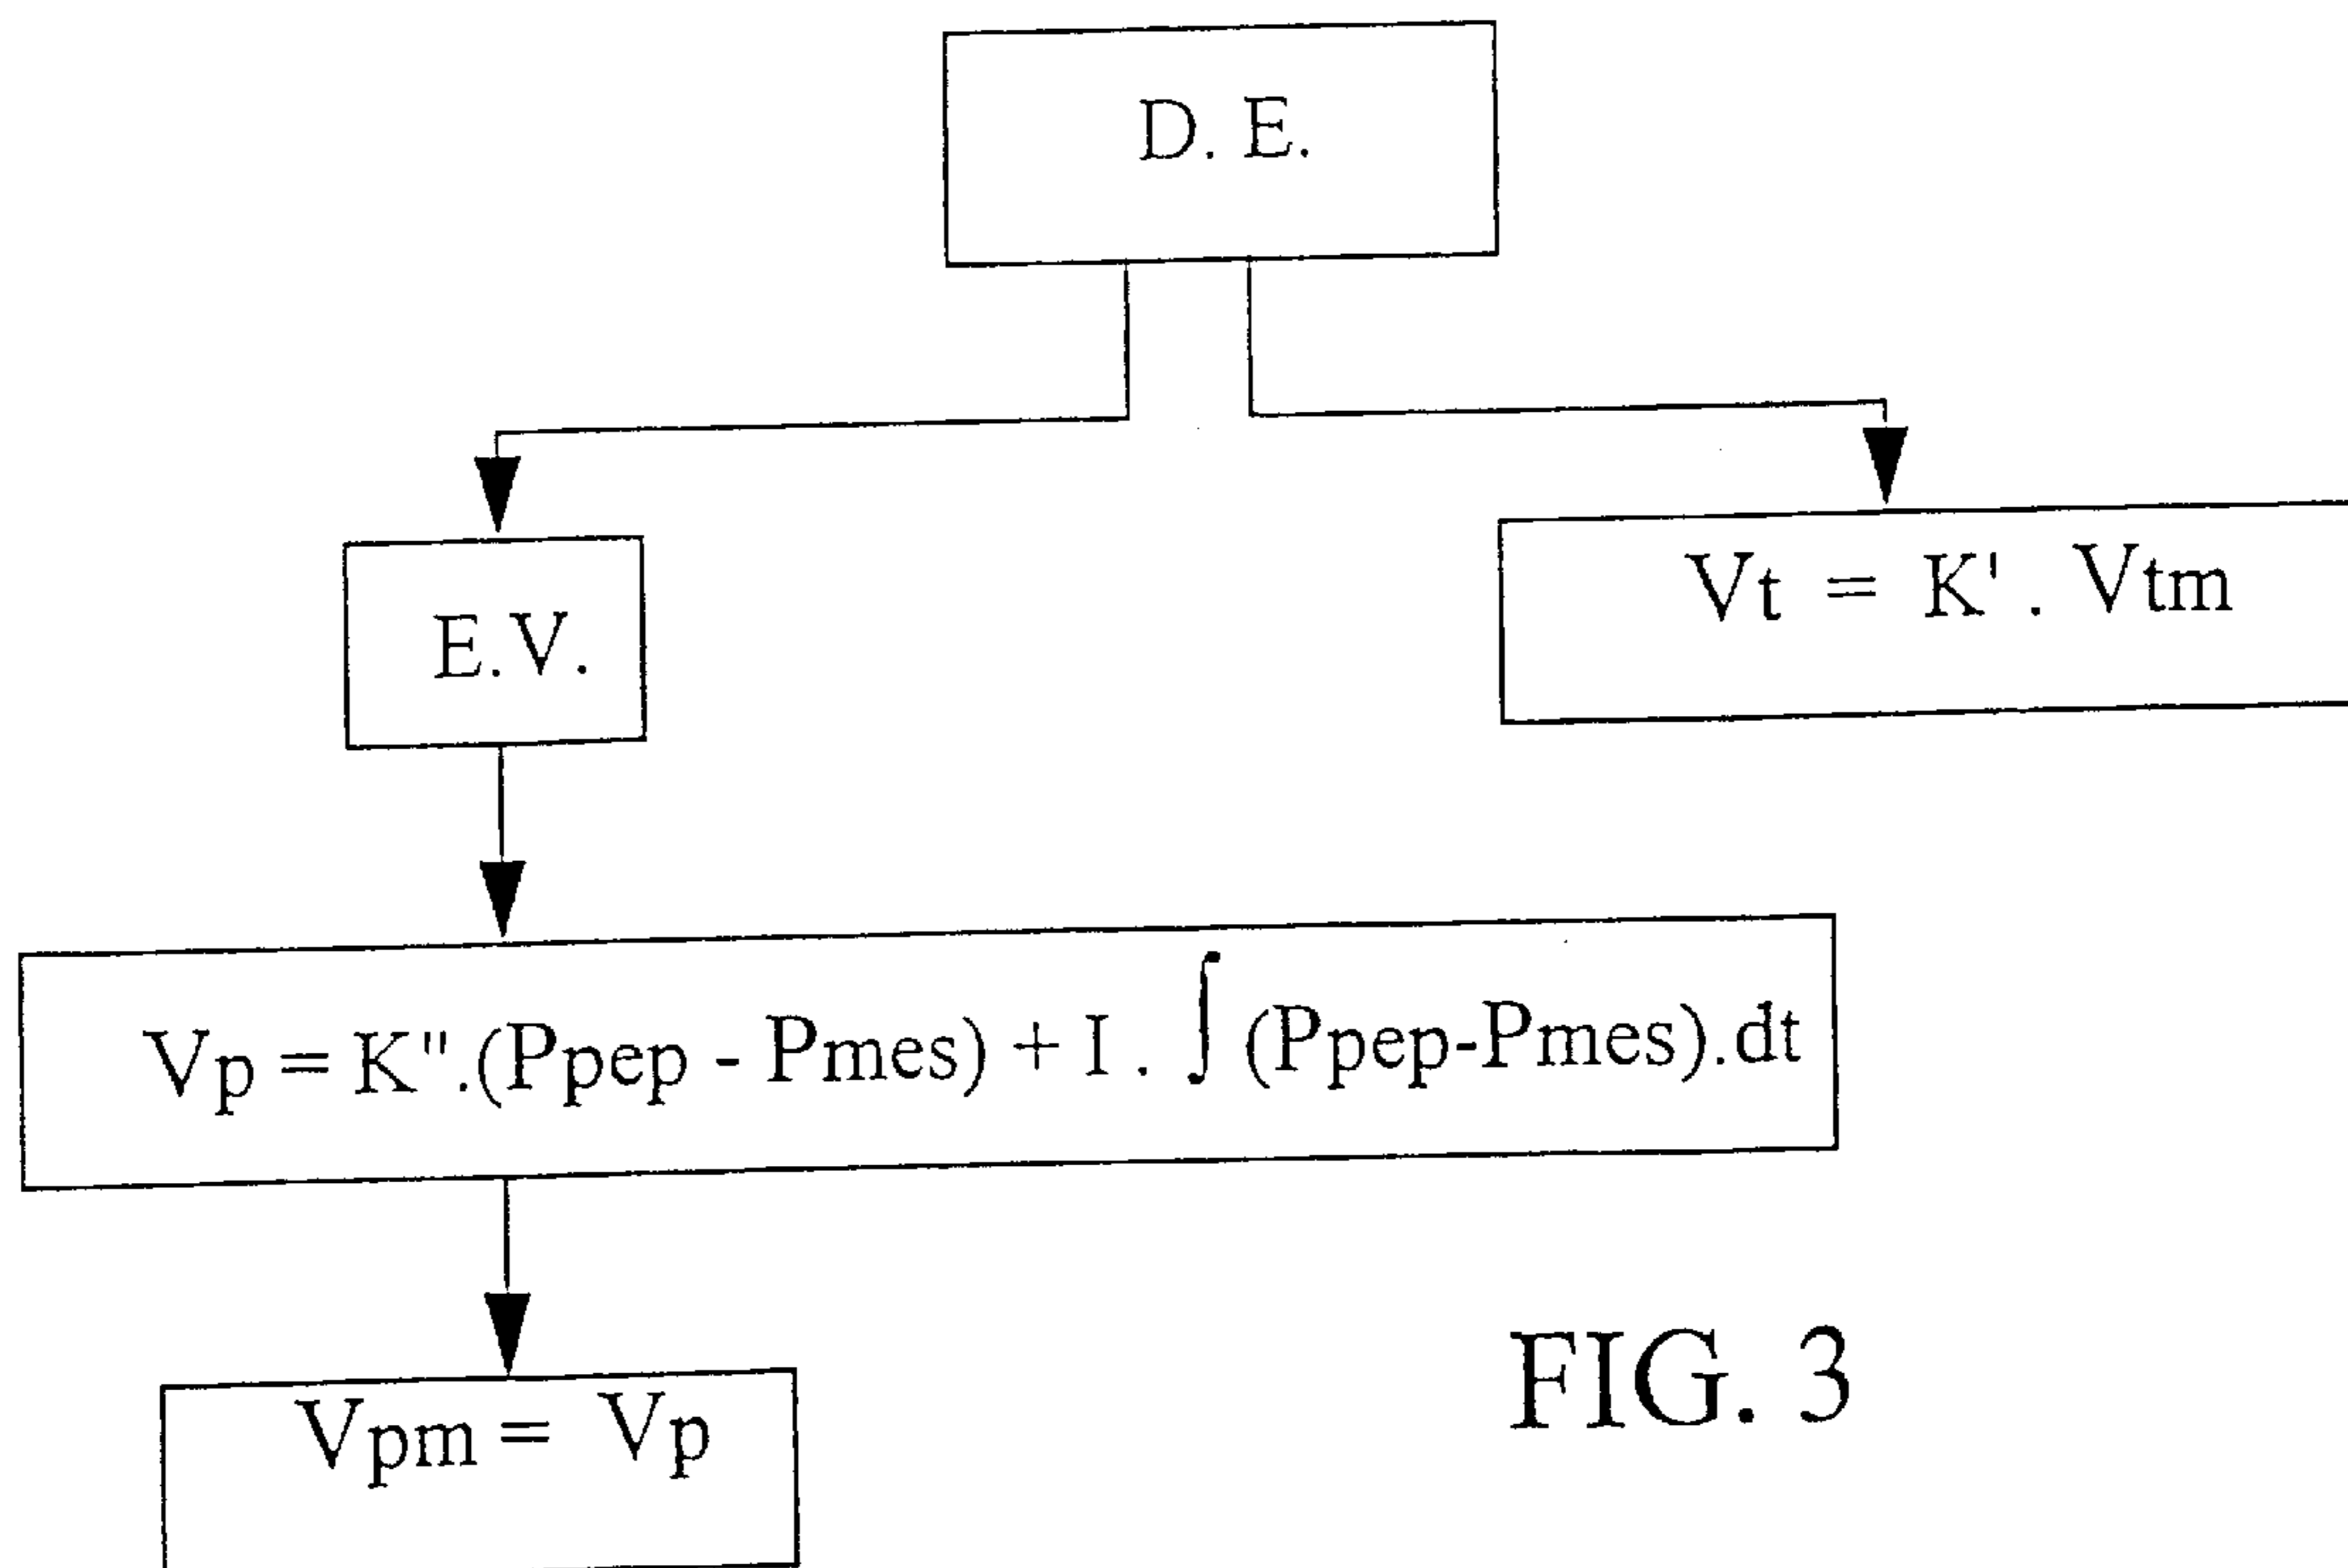 D. E.
E.V.
Vt = K' . Vtm
Vp = K" .(Ppep - Pmes) + I . ∫ (Ppep-Pmes).dt
Vpm = Vp
FIG. 3